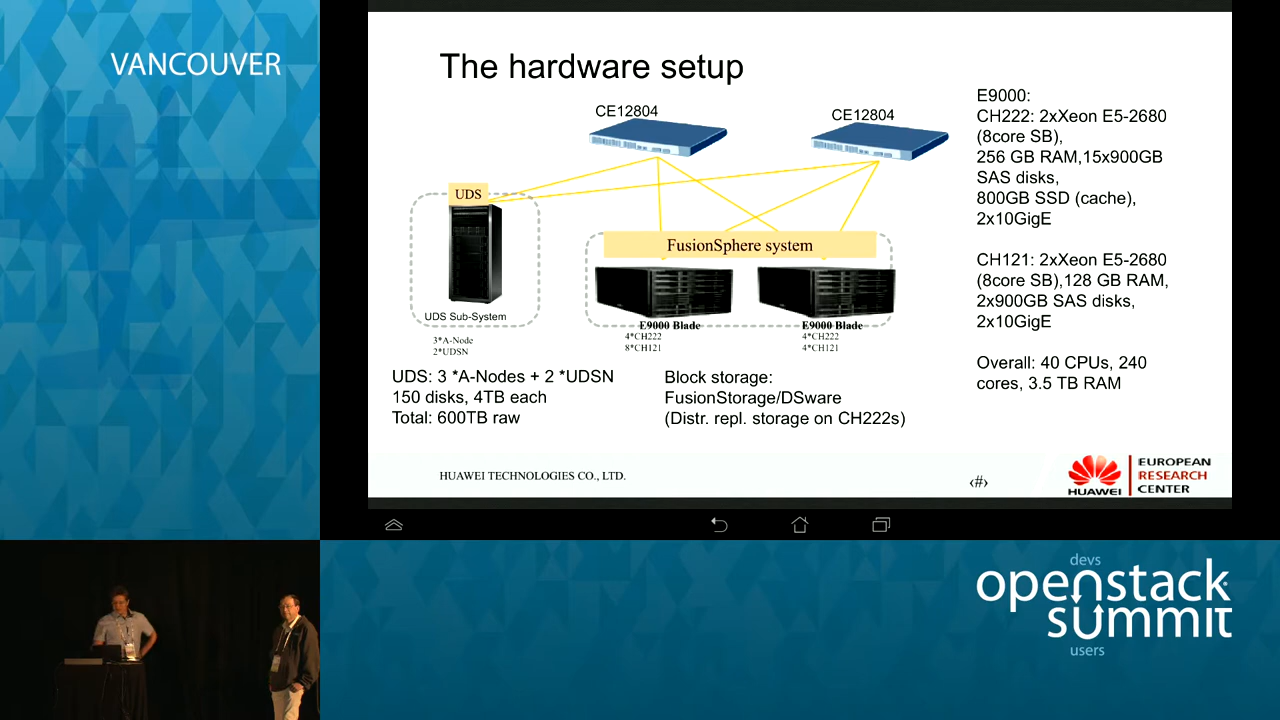 VANCOUVER
The hardware setup
CE12804
CE12804
UDS
FusionSphere system
UDS Sub-System
3*A-Node
2*UDSN
E9000 Blade
4*CH222
8*CH121
E9000 Blade
4*CH222
4*CH121
UDS: 3 *A-Nodes + 2 *UDSN
150 disks, 4TB each
Total: 600TB raw
Block storage:
FusionStorage/DSware
(Distr. repl. storage on CH222s)
E9000:
CH222: 2xXeon E5-2680
(8core SB),
256 GB RAM,15x900GB
SAS disks,
800GB SSD (cache),
2x10GigE
CH121: 2xXeon E5-2680
(8core SB),128 GB RAM,
2x900GB SAS disks,
2x10GigE
Overall: 40 CPUs, 240
cores, 3.5 TB RAM
HUAWEI TECHNOLOGIES CO., LTD.
‹#›
HUAWEI
EUROPEAN
RESEARCH
CENTER
devs
openstack
summit
users